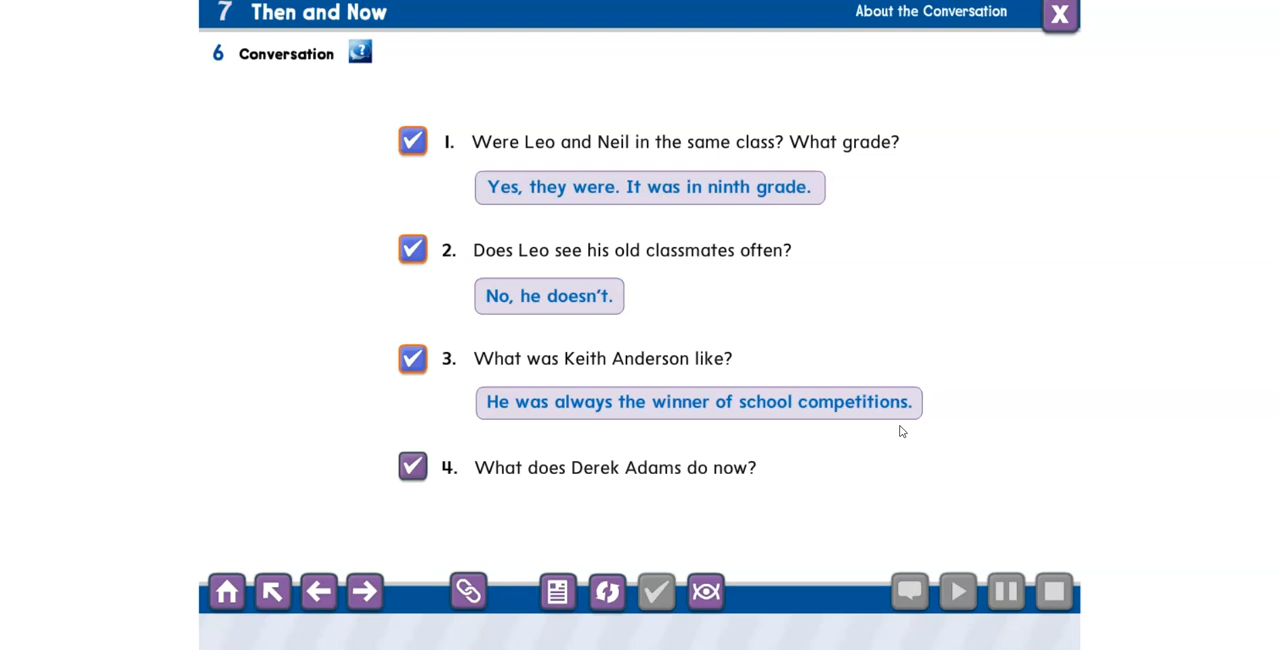 7 Then and Now
About the Conversation
X
6 Conversation
?
1. Were Leo and Neil in the same class? What grade?
Yes, they were. It was in ninth grade.
2. Does Leo see his old classmates often?
No, he doesn't.
3. What was Keith Anderson like?
He was always the winner of school competitions.
4. What does Derek Adams do now?